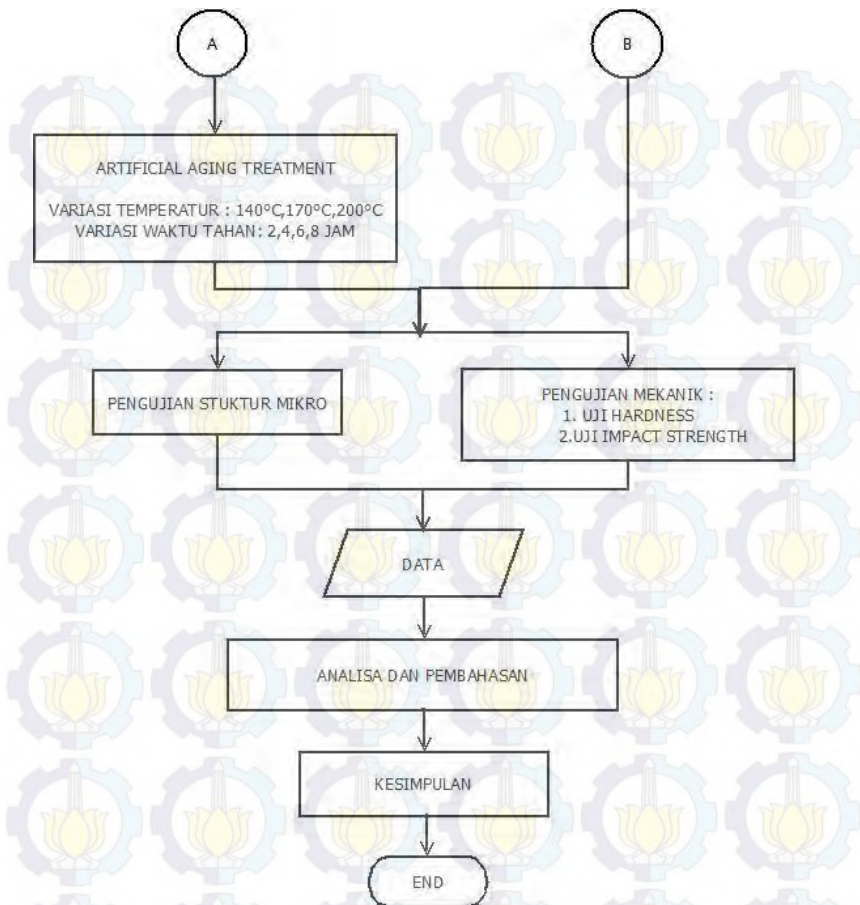 A
B
ARTIFICIAL AGING TREATMENT
VARIASI TEMPERATUR : 140°C,170°C,200°C
VARIASI WAKTU TAHAN: 2,4,6,8 JAM
PENGUJIAN STUKTUR MIKRO
PENGUJIAN MEKANIK :
1. UJI HARDNESS
2.UJI IMPACT STRENGTH
DATA
ANALISA DAN PEMBAHASAN
KESIMPULAN
END